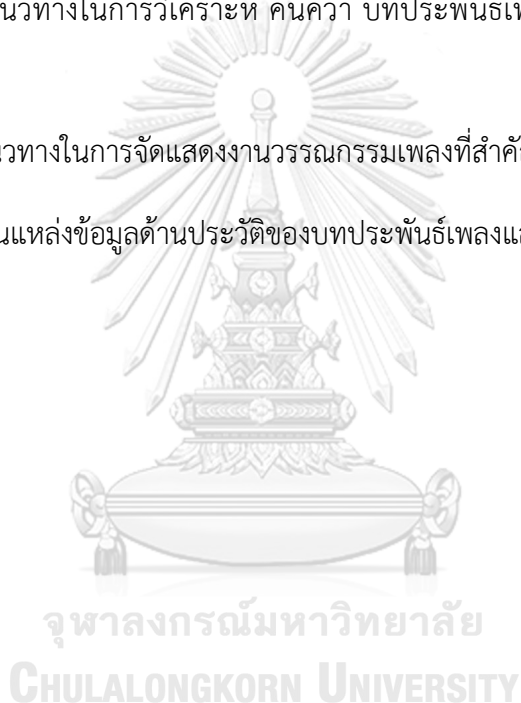 นวทางในการวิเคราะห์ ค้นคว้า บทประพันธ์เพ
นวทางในการจัดแสดงงานวรรณกรรมเพลงที่สำคั
นแหล่งข้อมูลด้านประวัติของบทประพันธ์เพลงแ
จุฬาลงกรณ์มหาวิทยาลัย
CHULALONGKORN UNIVERSITY